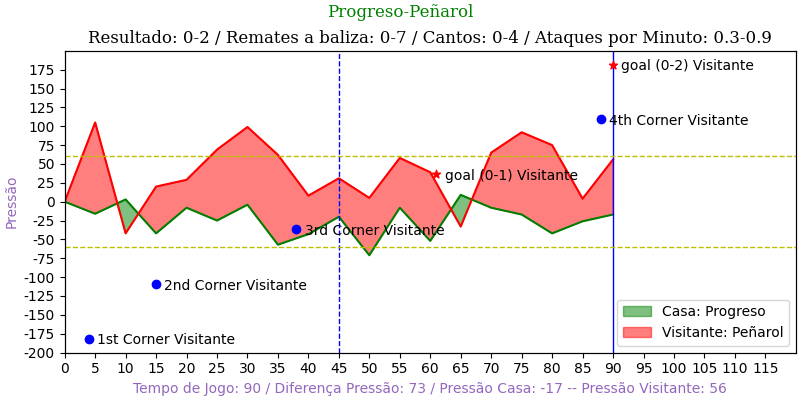 Progreso-Peñarol
Resultado: 0-2 / Remates a baliza: 0-7 / Cantos: 0-4 / Ataques por Minuto: 0.3-0.9
175
150
125
100
75
50
25
0
-25
-50
-75
-100
-125
-150
-175
-200
Pressão
goal (0-2) Visitante
4th Corner Visitante
goal (0-1) Visitante
3rd Corner Visitante
2nd Corner Visitante
1st Corner Visitante
Casa: Progreso
Visitante: Peñarol
0 5 10 15 20 25 30 35 40 45 50 55 60 65 70 75 80 85 90 95 100 105 110 115
Tempo de Jogo: 90 / Diferença Pressão: 73 / Pressão Casa: -17 -- Pressão Visitante: 56